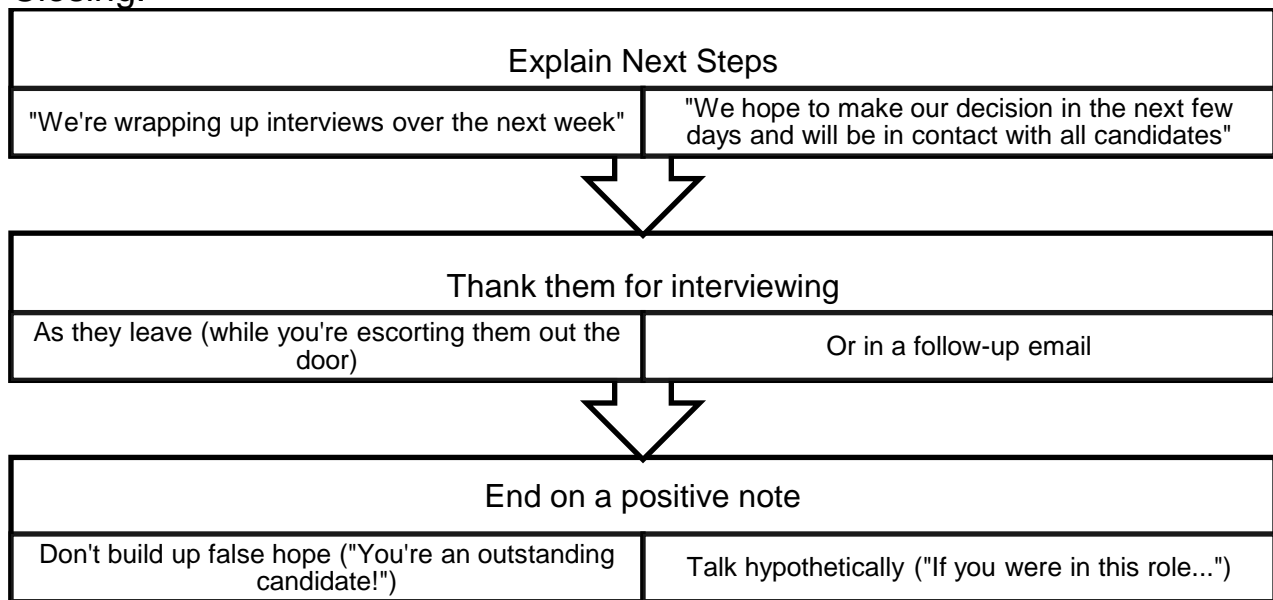 Closing:
Explain Next Steps
"We're wrapping up interviews over the next week"
"We hope to make our decision in the next few
days and will be in contact with all candidates"
Thank them for interviewing
As they leave (while you're escorting them out the
door)
Or in a follow-up email
End on a positive note
Don't build up false hope ("You're an outstanding
candidate!")
Talk hypothetically ("If you were in this role...")